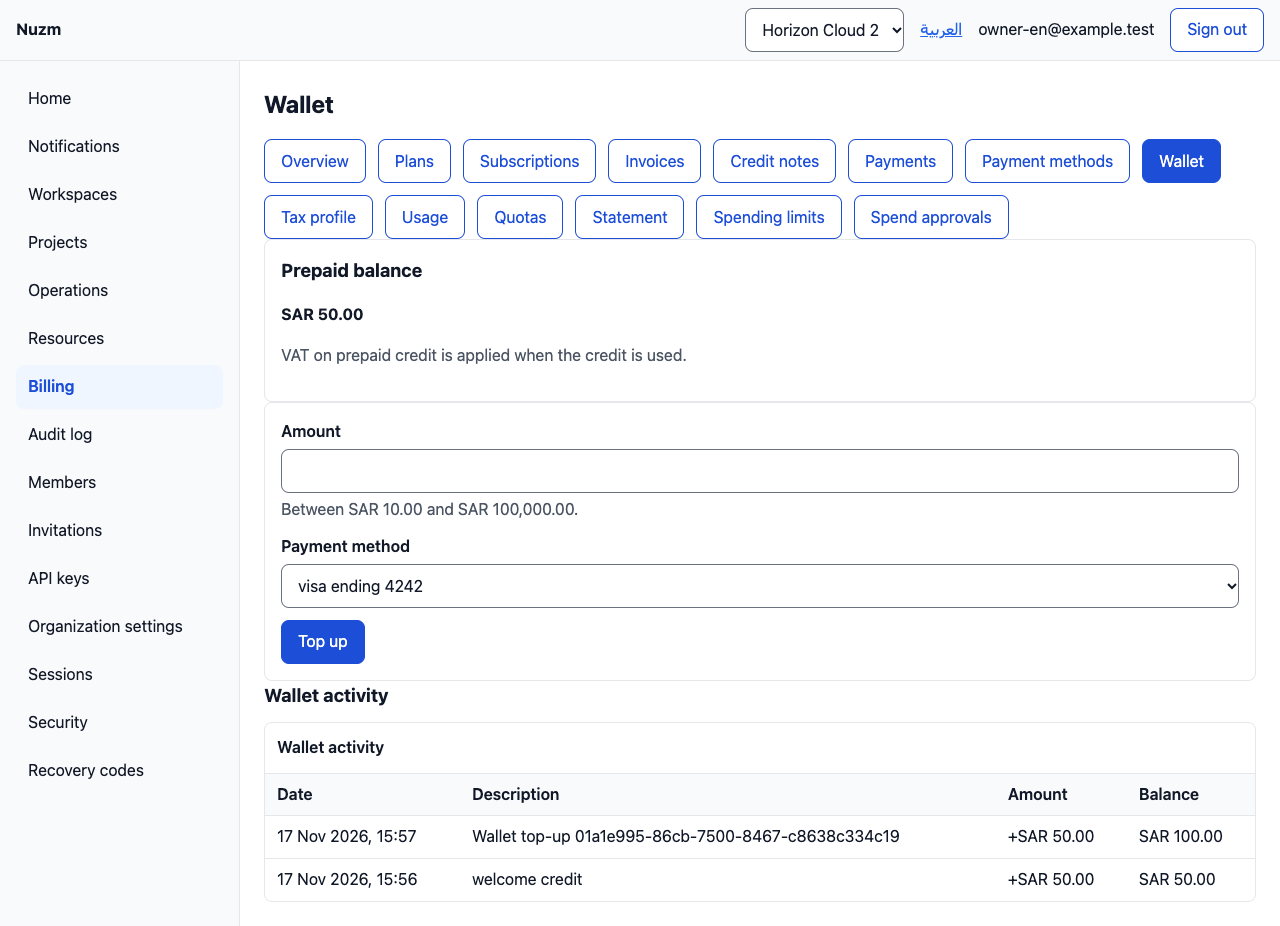 Nuzm
Horizon Cloud 2
العربية
owner-en@example.test
Sign out
Home
Notifications
Workspaces
Projects
Operations
Resources
Billing
Audit log
Members
Invitations
API keys
Organization settings
Sessions
Security
Recovery codes
Wallet
Overview Plans Subscriptions Invoices Credit notes Payments Payment methods Wallet
Tax profile Usage Quotas Statement Spending limits Spend approvals
Prepaid balance
SAR 50.00
VAT on prepaid credit is applied when the credit is used.
Amount
Between SAR 10.00 and SAR 100,000.00.
Payment method
visa ending 4242
Top up
Wallet activity
Wallet activity
Date Description Amount Balance
17 Nov 2026, 15:57 Wallet top-up 01a1e995-86cb-7500-8467-c8638c334c19 +SAR 50.00 SAR 100.00
17 Nov 2026, 15:56 welcome credit +SAR 50.00 SAR 50.00